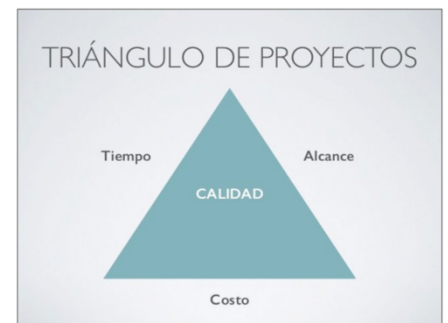 TRIÁNGULO DE PROYECTOS
Tiempo
Alcance
CALIDAD
Costo